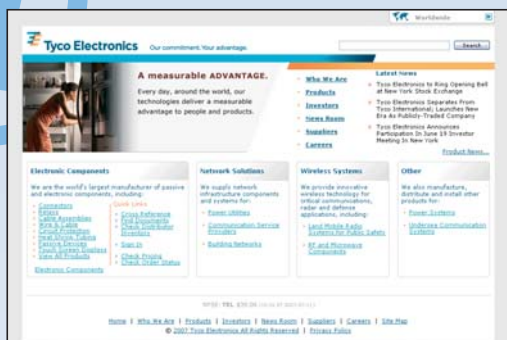 Worldwide
Tyco Electronics
Our commitment. Your advantage.
Search
A measurable ADVANTAGE.
Every day, around the world, our
technologies deliver a measurable
advantage to people and products.
Who We Are
Products
Investors
News Room
Suppliers
Careers
Latest News
Tyco Electronics to Ring Opening Bell
at New York Stock Exchange
Tyco Electronics Separates From
Tyco International; Launches New
Era As Publicly-Traded Company
Tyco Electronics Announces
Participation In June 19 Investor
Meeting In New York
Product News...
Electronic Components
We are the world's largest manufacturer of passive
and electronic components, including:
Connectors
Relays
Cable Assemblies
Wire & Cable
Circuit Protection
Heat Shrink Tubing
Passive Devices
Touch Screen Displays
View All Products
Electronic Components
Quick Links
Cross Reference
Find Documents
Check Distributor
Inventory
Sign In
Check Pricing
Check Order Status
Network Solutions
We supply network
infrastructure components
and systems for:
Power Utilities
Communication Service
Providers
Building Networks
Wireless Systems
We provide innovative
wireless technology for
critical communications,
radar and defense
applications, including:
Land Mobile Radio
Systems for Public Safety
RF and Microwave
Components
Other
We also manufacture,
distribute and install other
products for:
Power Systems
Undersea Communication
Systems
NYSE: TEL
Home | Who We Are | Products | Investors | News Room | Suppliers | Careers | Site Map
© 2007 Tyco Electronics All Rights Reserved | Privacy Policy